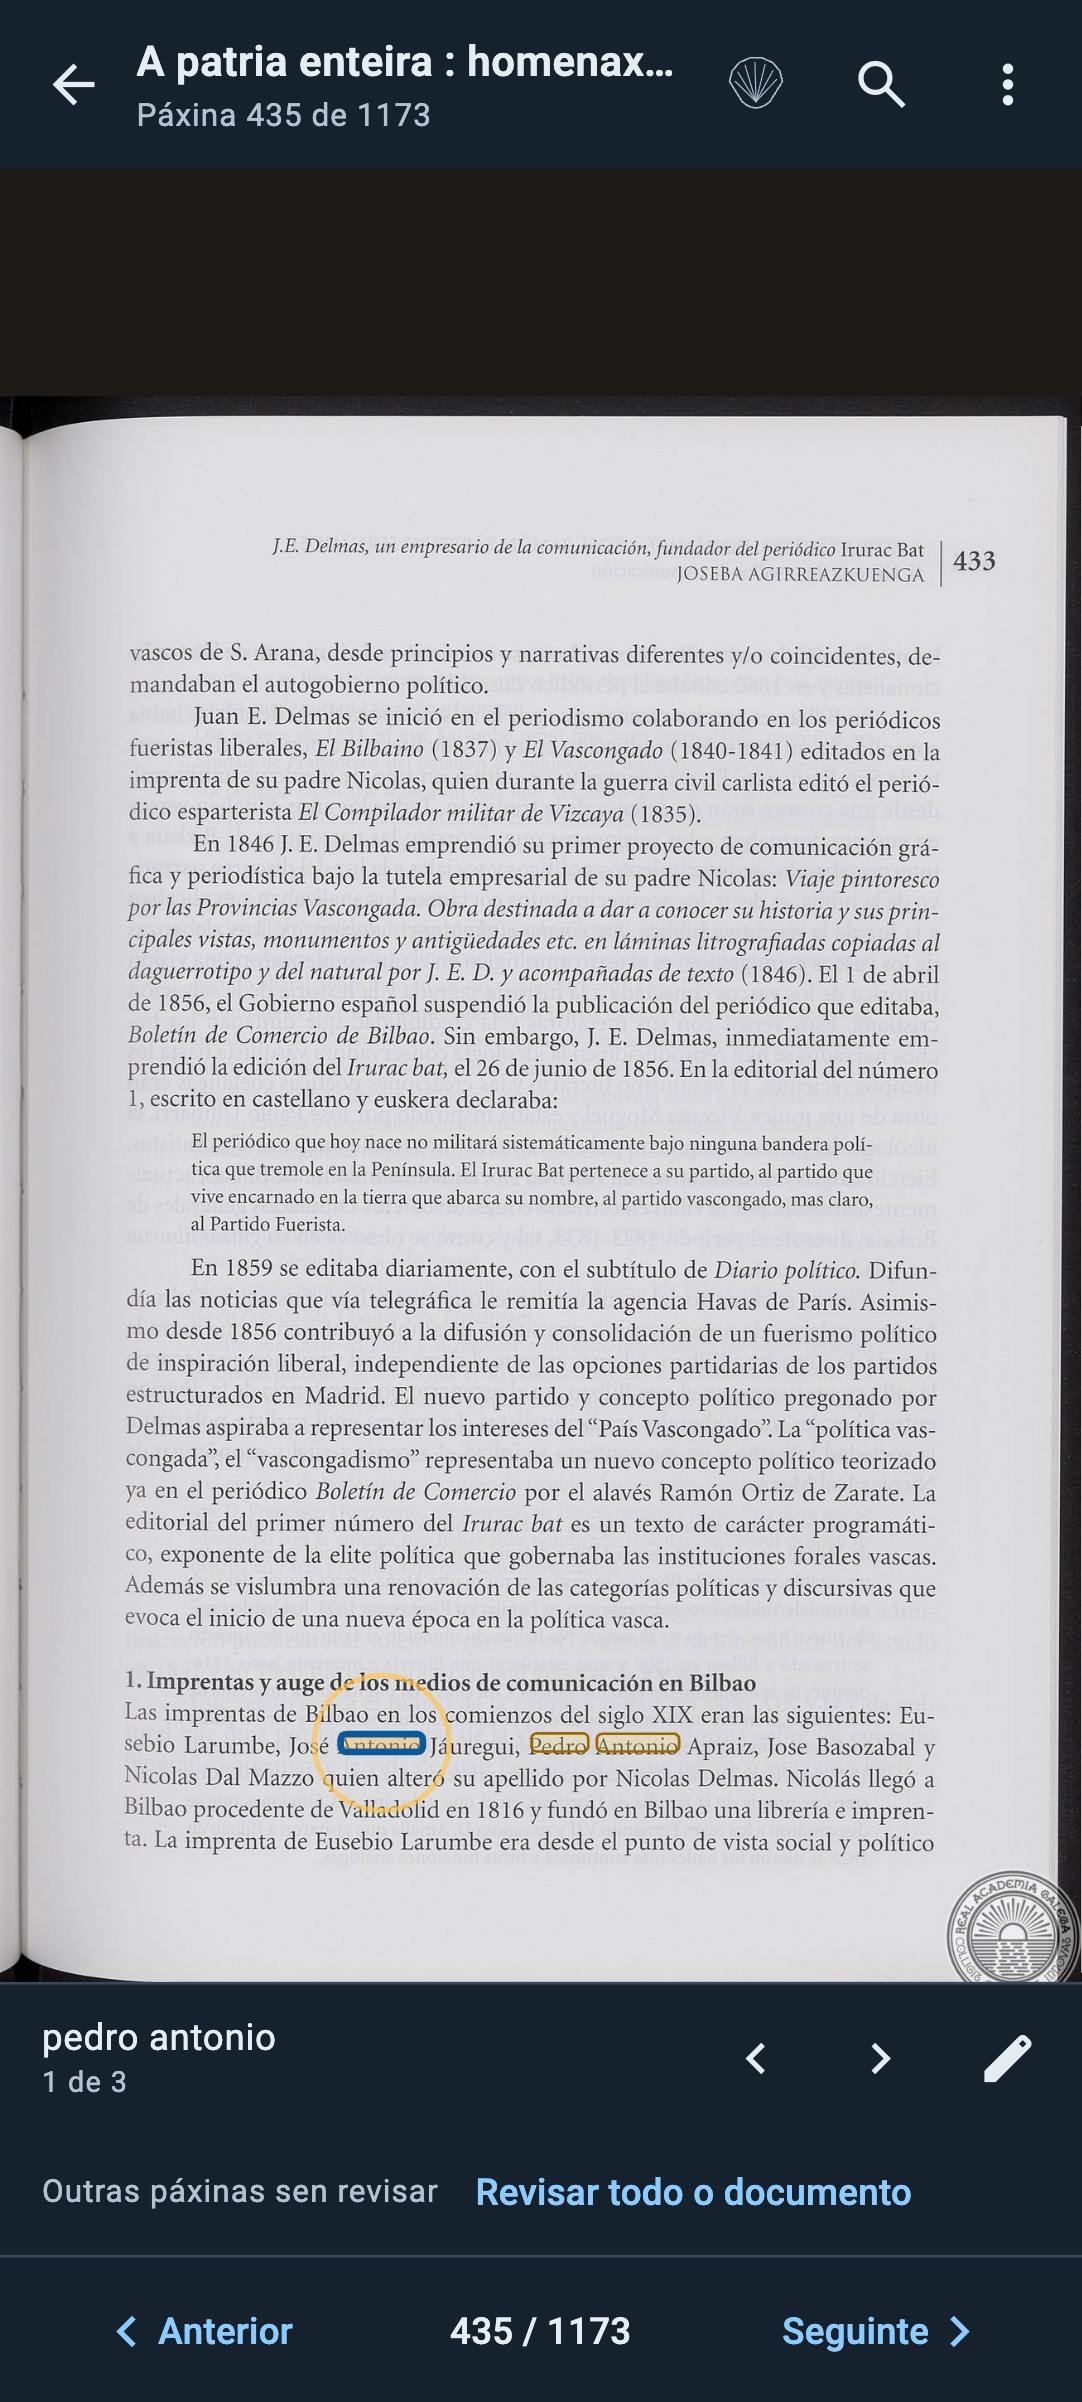 A patria enteira : homenax...
Páxina 435 de 1173
J.E. Delmas, un empresario de la comunicación, fundador del periódico Irurac Bat
JOSEBA AGIRREAZKUENGA
433
vascos de S. Arana, desde principios y narrativas diferentes y/o coincidentes, de-
mandaban el autogobierno político.
Juan E. Delmas se inició en el periodismo colaborando en los periódicos
fueristas liberales, El Bilbaino (1837) y El Vascongado (1840-1841) editados en la
imprenta de su padre Nicolas, quien durante la guerra civil carlista editó el perió-
dico esparterista El Compilador militar de Vizcaya (1835).
En 1846 J. E. Delmas emprendió su primer proyecto de comunicación grá-
fica y periodística bajo la tutela empresarial de su padre Nicolas: Viaje pintoresco
por las Provincias Vascongada. Obra destinada a dar a conocer su historia y sus prin-
cipales vistas, monumentos y antigüedades etc. en láminas litrografiadas copiadas al
daguerrotipo y del natural por J. E. D. y acompañadas de texto (1846). El 1 de abril
de 1856, el Gobierno español suspendió la publicación del periódico que editaba,
Boletín de Comercio de Bilbao. Sin embargo, J. E. Delmas, inmediatamente em-
prendió la edición del Irurac bat, el 26 de junio de 1856. En la editorial del número
1, escrito en castellano y euskera declaraba:
El periódico que hoy nace no militará sistemáticamente bajo ninguna bandera polí-
tica que tremole en la Península. El Irurac Bat pertenece a su partido, al partido que
vive encarnado en la tierra que abarca su nombre, al partido vascongado, mas claro,
al Partido Fuerista.
En 1859 se editaba diariamente, con el subtítulo de Diario político. Difun-
día las noticias que vía telegráfica le remitía la agencia Havas de París. Asimis-
mo desde 1856 contribuyó a la difusión y consolidación de un fuerismo político
de inspiración liberal, independiente de las opciones partidarias de los partidos
estructurados en Madrid. El nuevo partido y concepto político pregonado por
Delmas aspiraba a representar los intereses del “País Vascongado”. La “política vas-
congada”, el “vascongadismo” representaba un nuevo concepto político teorizado
ya en el periódico Boletín de Comercio por el alavés Ramón Ortiz de Zarate. La
editorial del primer número del Irurac bat es un texto de carácter programáti-
co, exponente de la elite política que gobernaba las instituciones forales vascas.
Además se vislumbra una renovación de las categorías políticas y discursivas que
evoca el inicio de una nueva época en la política vasca.
1. Imprentas y auge de los medios de comunicación en Bilbao
Las imprentas de Bilbao en los comienzos del siglo XIX eran las siguientes: Eu-
sebio Larumbe, José Antonio Jáuregui, Pedro Antonio Apraiz, Jose Basozabal y
Nicolas Dal Mazzo quien alteró su apellido por Nicolas Delmas. Nicolás llegó a
Bilbao procedente de Valladolid en 1816 y fundó en Bilbao una librería e impren-
ta. La imprenta de Eusebio Larumbe era desde el punto de vista social y político
REAL ACADEMIA GALEGA
pedro antonio
1 de 3
Outras páxinas sen revisar
Revisar todo o documento
Anterior
435 / 1173
Seguinte